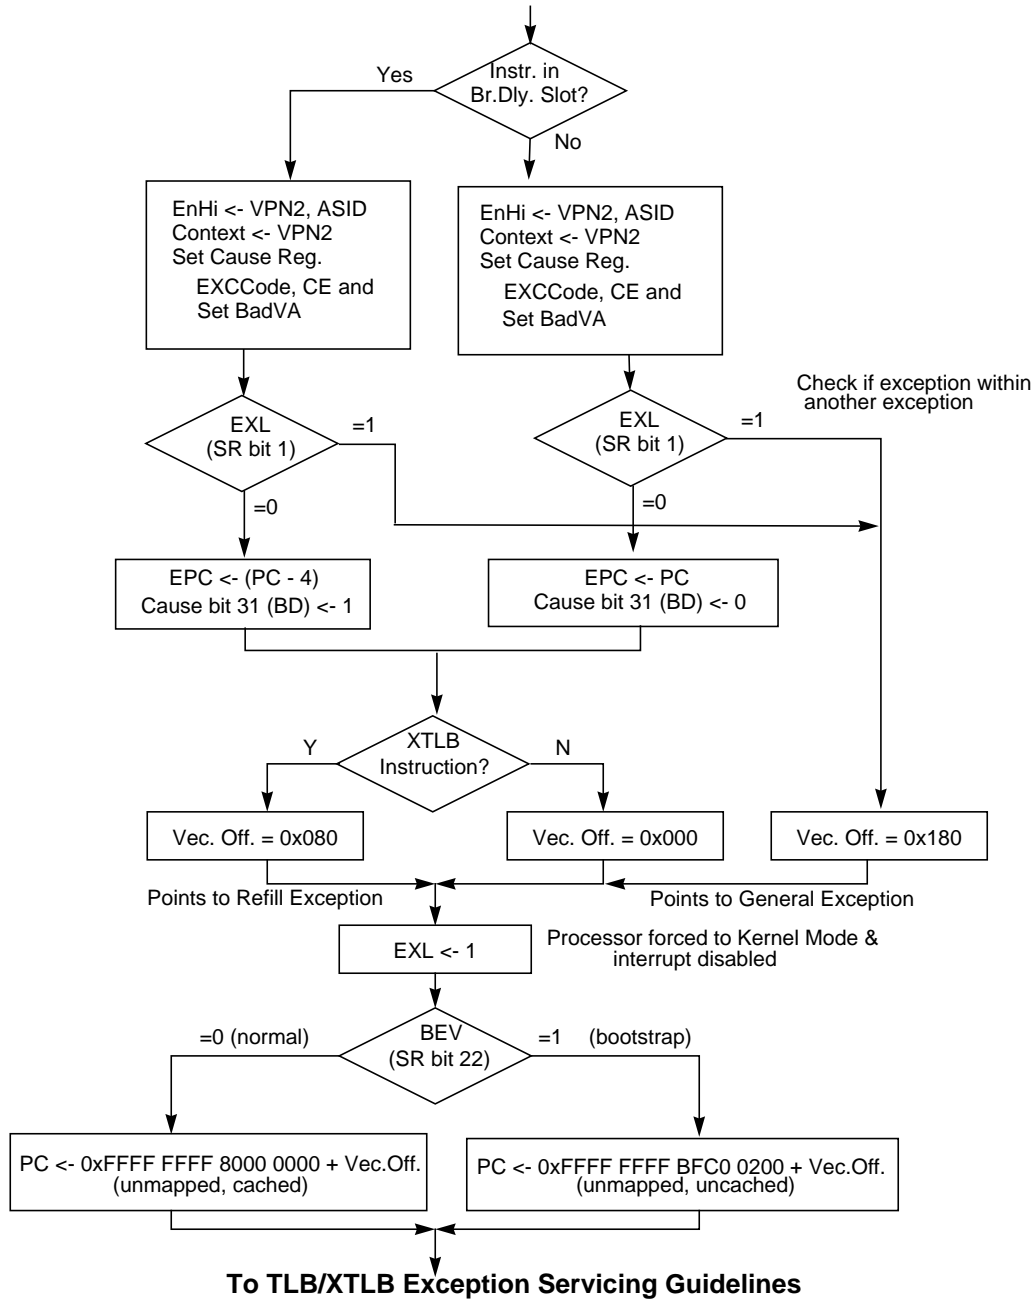 Instr. in
Br.Dly. Slot?
Yes
No
EnHi <- VPN2, ASID
Context <- VPN2
Set Cause Reg.
EXCCode, CE and
Set BadVA
EnHi <- VPN2, ASID
Context <- VPN2
Set Cause Reg.
EXCCode, CE and
Set BadVA
Check if exception within
another exception
EXL
(SR bit 1)
=1
=0
EXL
(SR bit 1)
=1
=0
EPC <- (PC - 4)
Cause bit 31 (BD) <- 1
EPC <- PC
Cause bit 31 (BD) <- 0
XTLB
Instruction?
Y
N
Vec. Off. = 0x080
Vec. Off. = 0x000
Vec. Off. = 0x180
Points to Refill Exception
Points to General Exception
EXL <- 1
Processor forced to Kernel Mode &
interrupt disabled
BEV
(SR bit 22)
=0 (normal)
=1 (bootstrap)
PC <- 0xFFFF FFFF 8000 0000 + Vec.Off.
(unmapped, cached)
PC <- 0xFFFF FFFF BFC0 0200 + Vec.Off.
(unmapped, uncached)
To TLB/XTLB Exception Servicing Guidelines